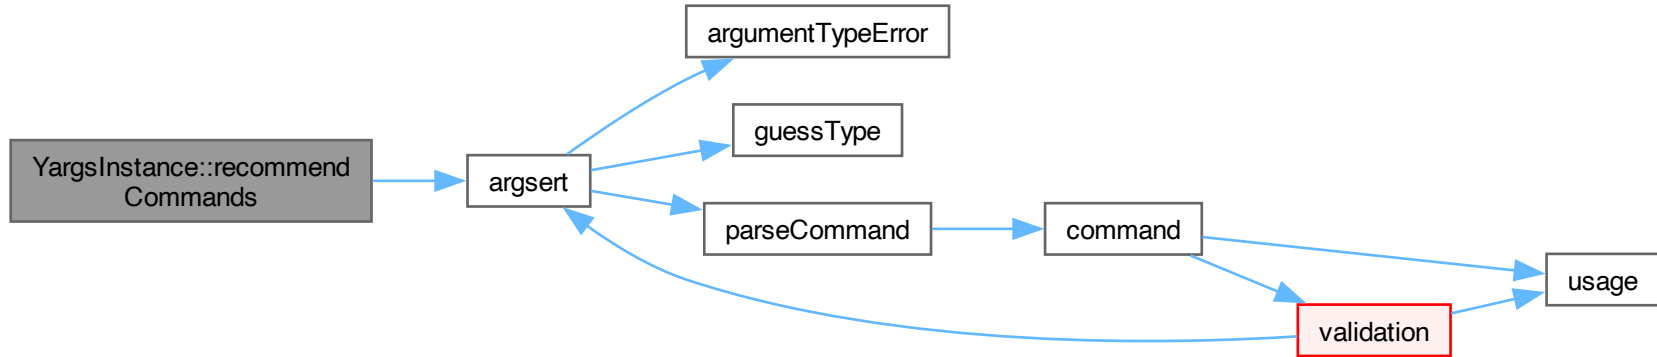 YargsInstance::recommend
Commands
argsert
argumentTypeError
guessType
parseCommand
command
validation
usage